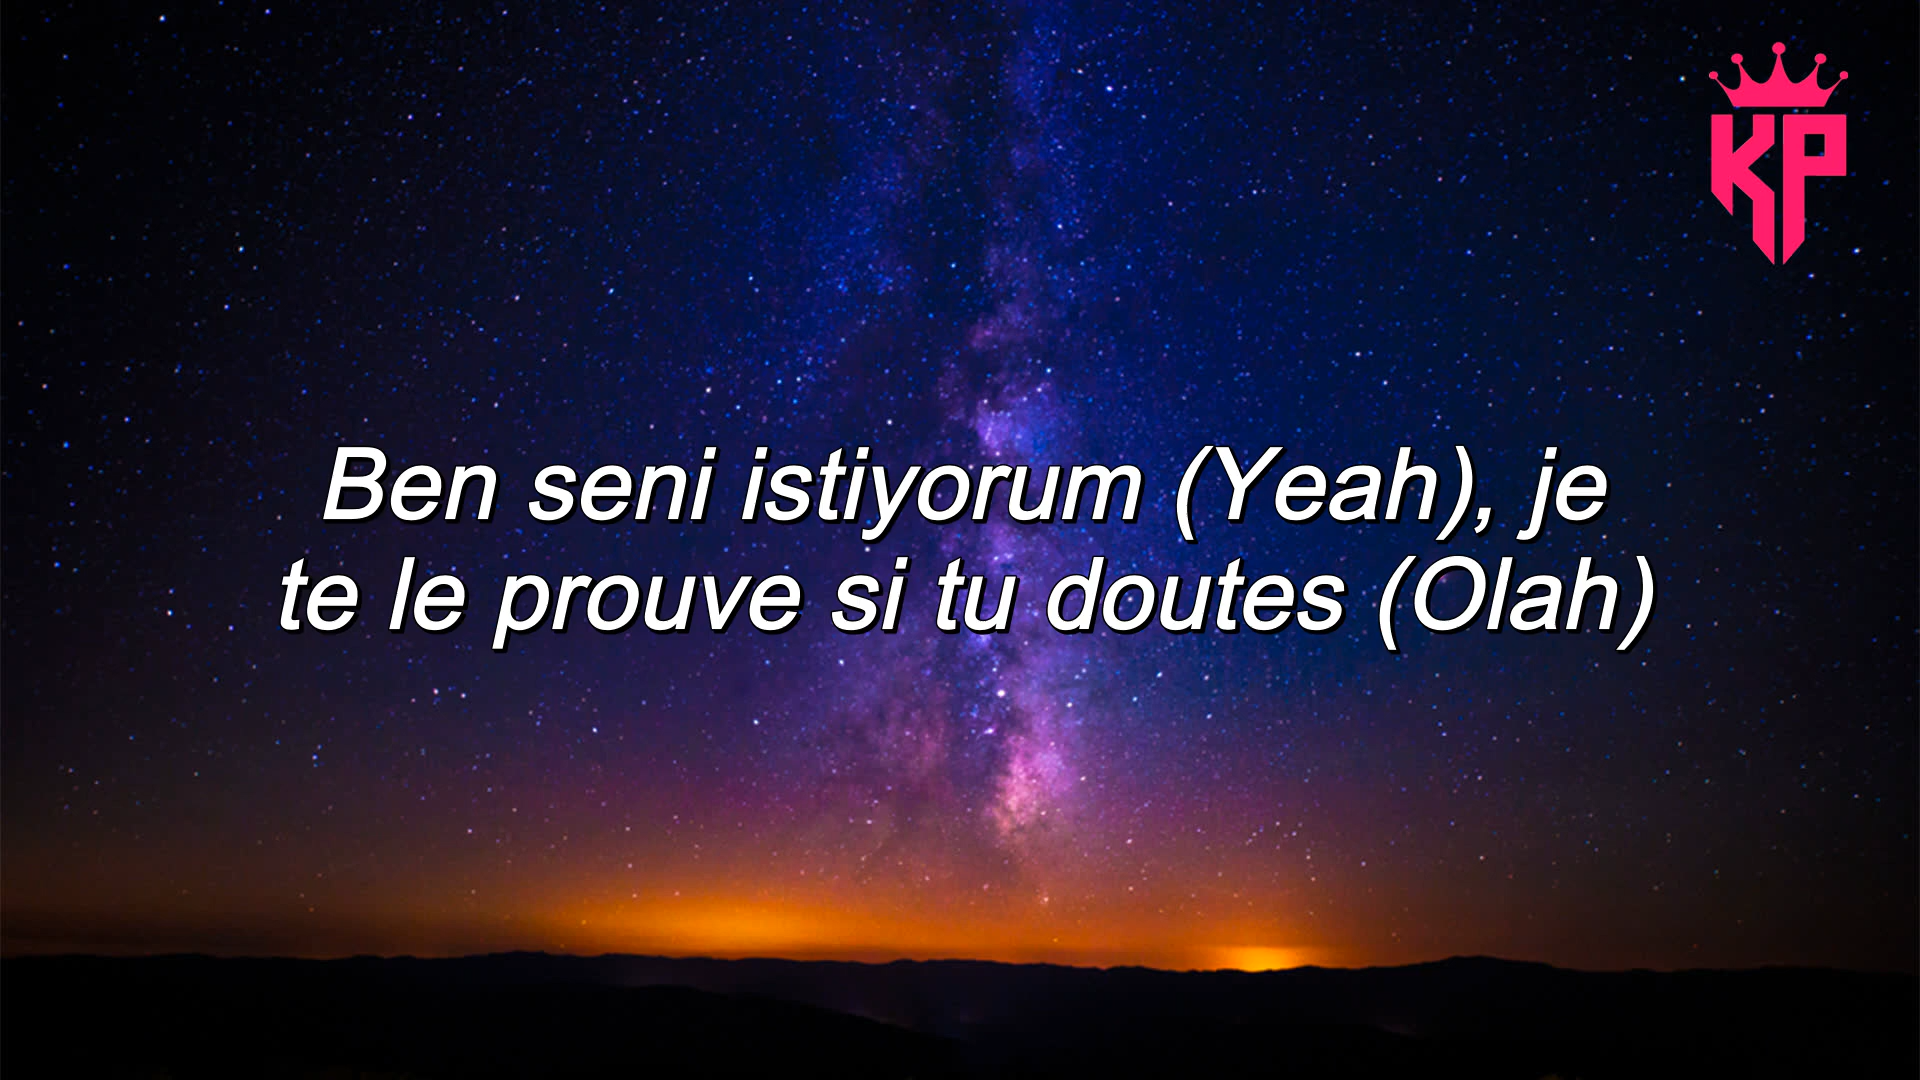 KP
Ben seni istiyorum (Yeah), je
te le prouve si tu doutes (Olah)